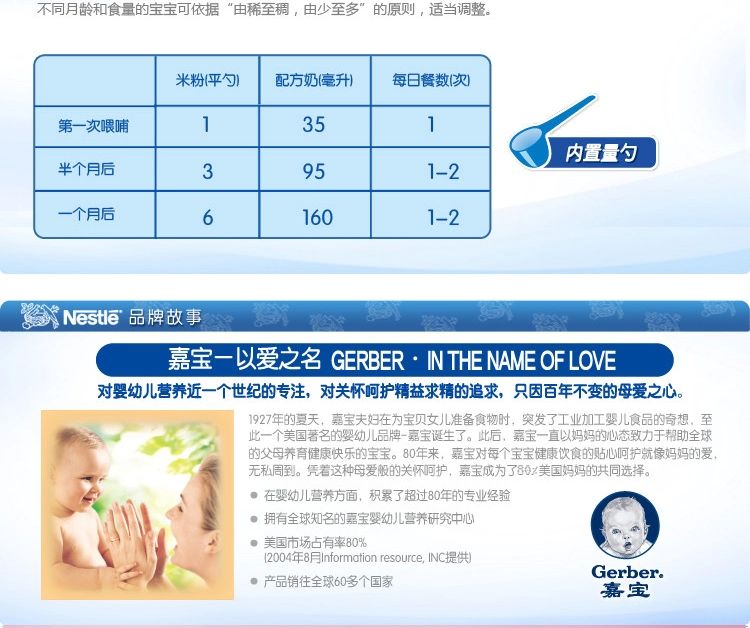 不同月龄和食量的宝宝可依据“由稀至稠，由少至多”的原则，适当调整。
米粉(平勺) 配方奶(毫升) 每日餐数(次)
第一次喂哺 1 35 1
半个月后 3 95 1-2
一个月后 6 160 1-2
内置量勺
Nestlé 品牌故事
嘉宝－以爱之名 GERBER · IN THE NAME OF LOVE
对婴幼儿营养近一个世纪的专注，对关怀呵护精益求精的追求，只因百年不变的母爱之心。
1927年的夏天，嘉宝夫妇在为宝贝女儿准备食物时，突发了工业加工婴儿食品的奇想，至
此一个美国著名的婴幼儿品牌-嘉宝诞生了。此后，嘉宝一直以妈妈的心态致力于帮助全球
的父母养育健康快乐的宝宝。80年来，嘉宝对每个宝宝健康饮食的贴心呵护就像妈妈的爱，
无私周到。凭着这种母爱般的关怀呵护，嘉宝成为了80%美国妈妈的共同选择。
● 在婴幼儿营养方面，积累了超过80年的专业经验
● 拥有全球知名的嘉宝婴幼儿营养研究中心
● 美国市场占有率80%
(2004年8月Information resource, INC提供)
● 产品销往全球60多个国家
Gerber.
嘉宝